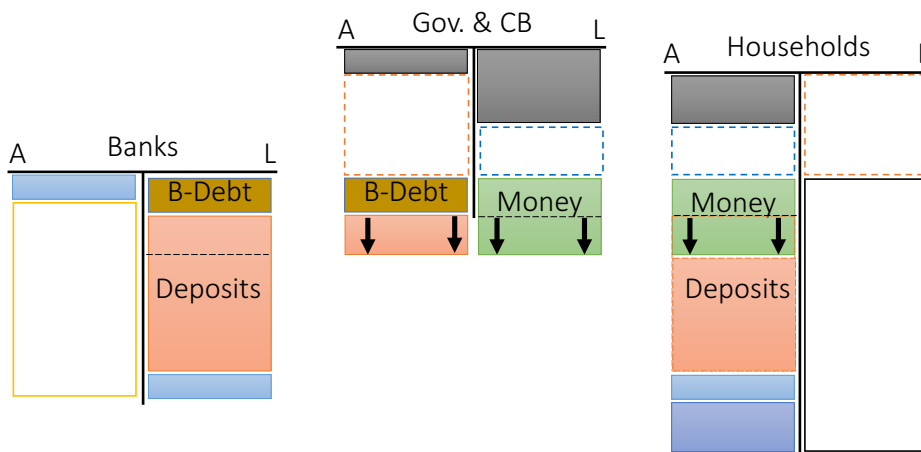 Gov. & CB
A L
Households
A
Banks
A L
B-Debt
Deposits
B-Debt
Money
Money
Deposits